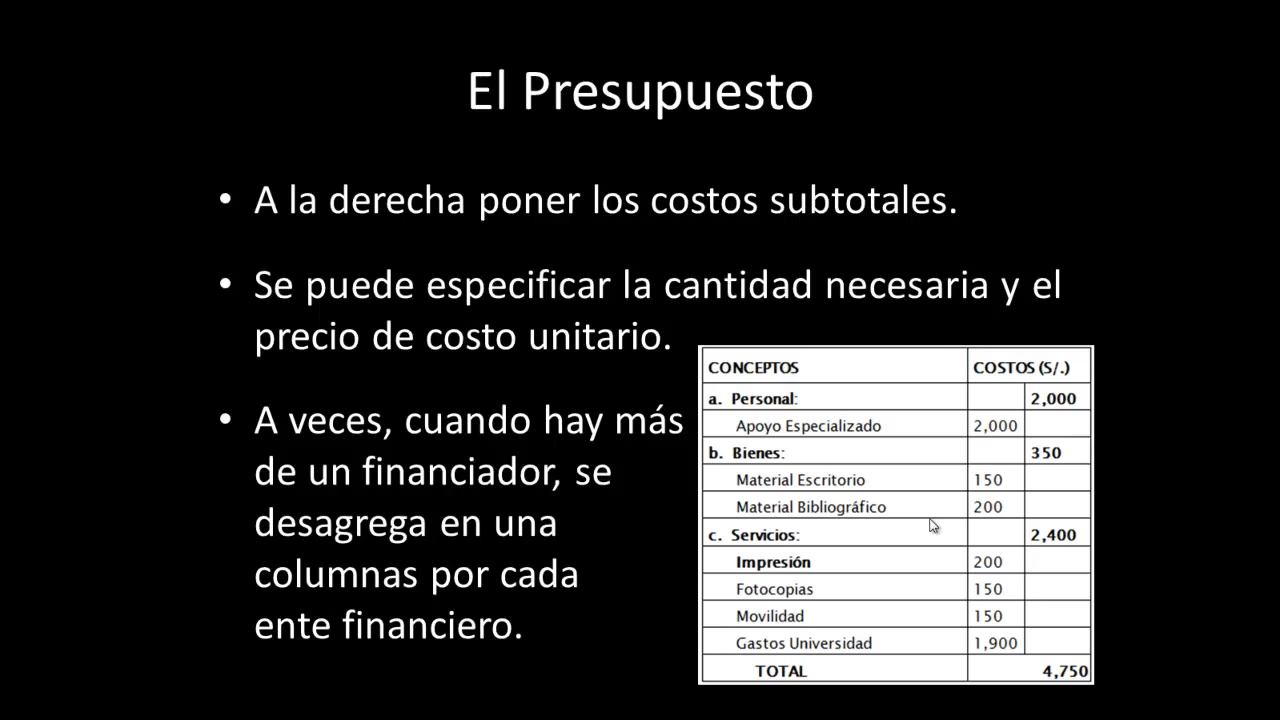 El Presupuesto
• A la derecha poner los costos subtotales.
• Se puede especificar la cantidad necesaria y el
precio de costo unitario.
• A veces, cuando hay más
de un financiador, se
desagrega en una
columnas por cada
ente financiero.
CONCEPTOS COSTOS (S/.)
a. Personal: 2,000
Apoyo Especializado 2,000
b. Bienes: 350
Material Escritorio 150
Material Bibliográfico 200
c. Servicios: 2,400
Impresión 200
Fotocopias 150
Movilidad 150
Gastos Universidad 1,900
TOTAL 4,750